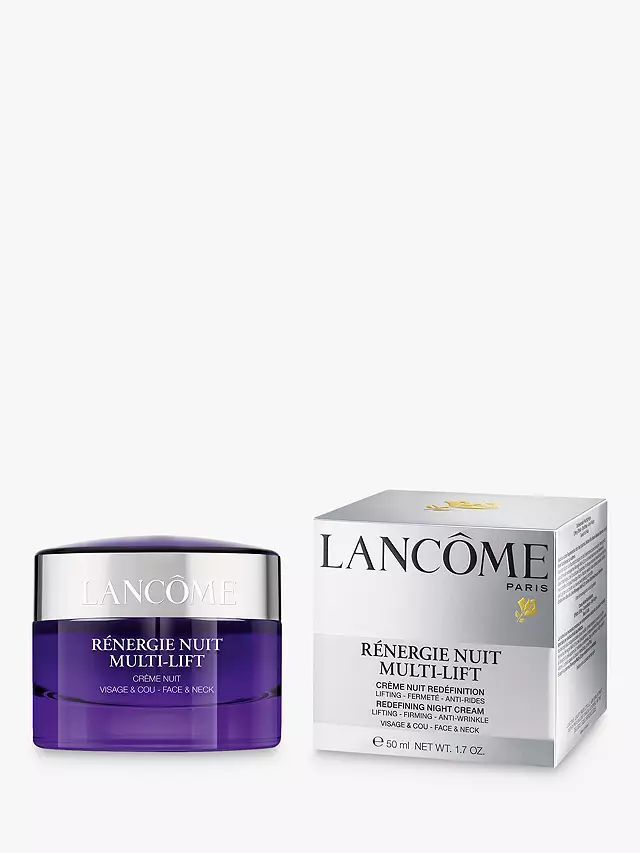 LANCÔME
RÉNERGIE NUIT
MULTI-LIFT
CRÈME NUIT
VISAGE & COU - FACE & NECK
LANCÔME
PARIS
RÉNERGIE NUIT
MULTI-LIFT
CRÈME NUIT REDÉFINITION
LIFTING - FERMETÉ - ANTI-RIDES
REDEFINING NIGHT CREAM
LIFTING - FIRMING - ANTI-WRINKLE
VISAGE & COU - FACE & NECK
℮ 50 ml NET WT. 1.7 OZ.